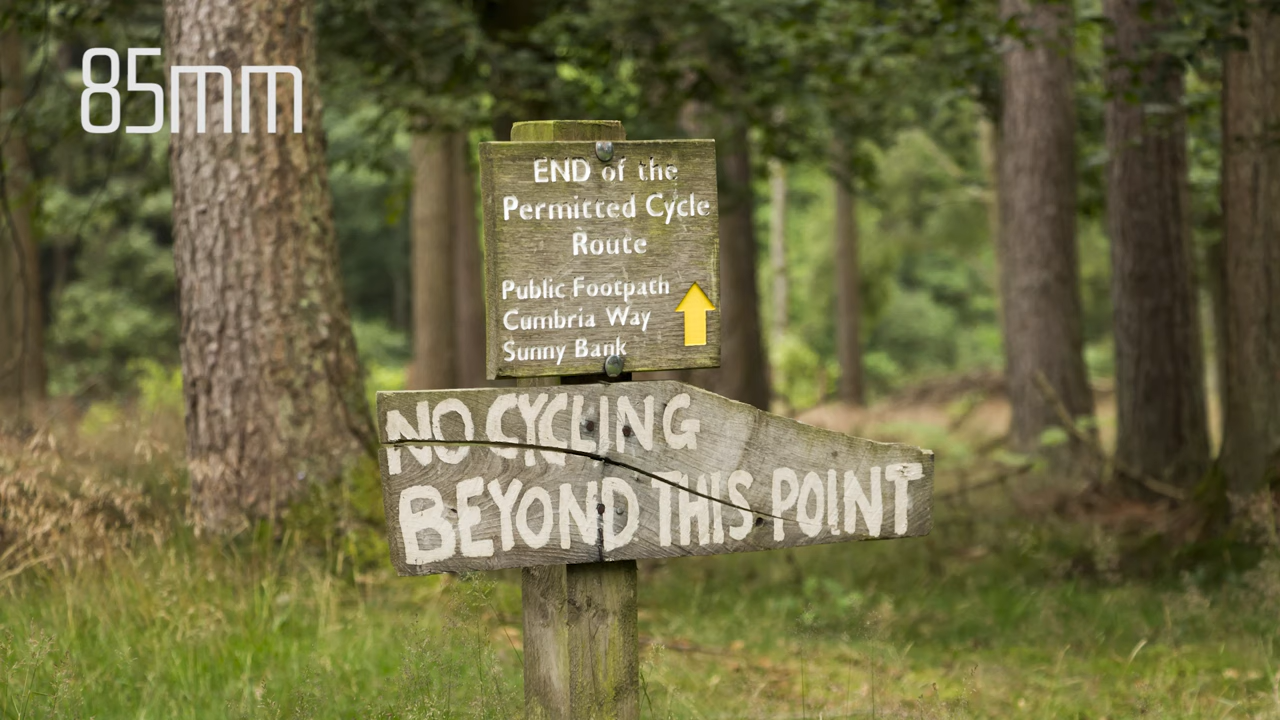 85mm
END of the
Permitted Cycle
Route
Public Footpath
Cumbria Way
Sunny Bank
NO CYCLING
BEYOND THIS POINT